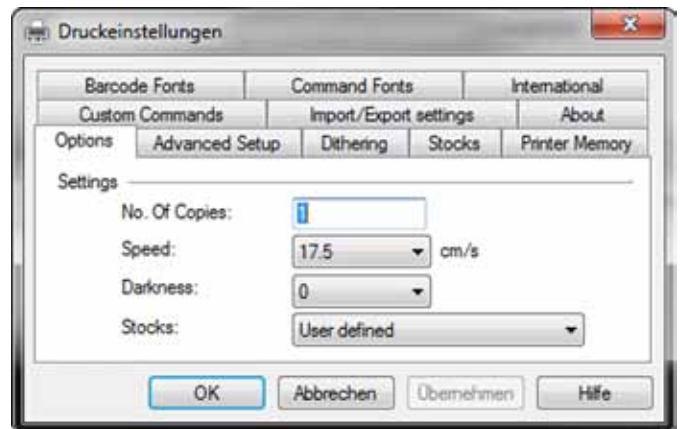 Druckeinstellungen
Barcode Fonts Command Fonts International
Custom Commands Import/Export settings About
Options Advanced Setup Dithering Stocks Printer Memory
Settings
No. Of Copies: 1
Speed: 17.5 cm/s
Darkness: 0
Stocks: User defined
OK Abbrechen Übernehmen Hilfe